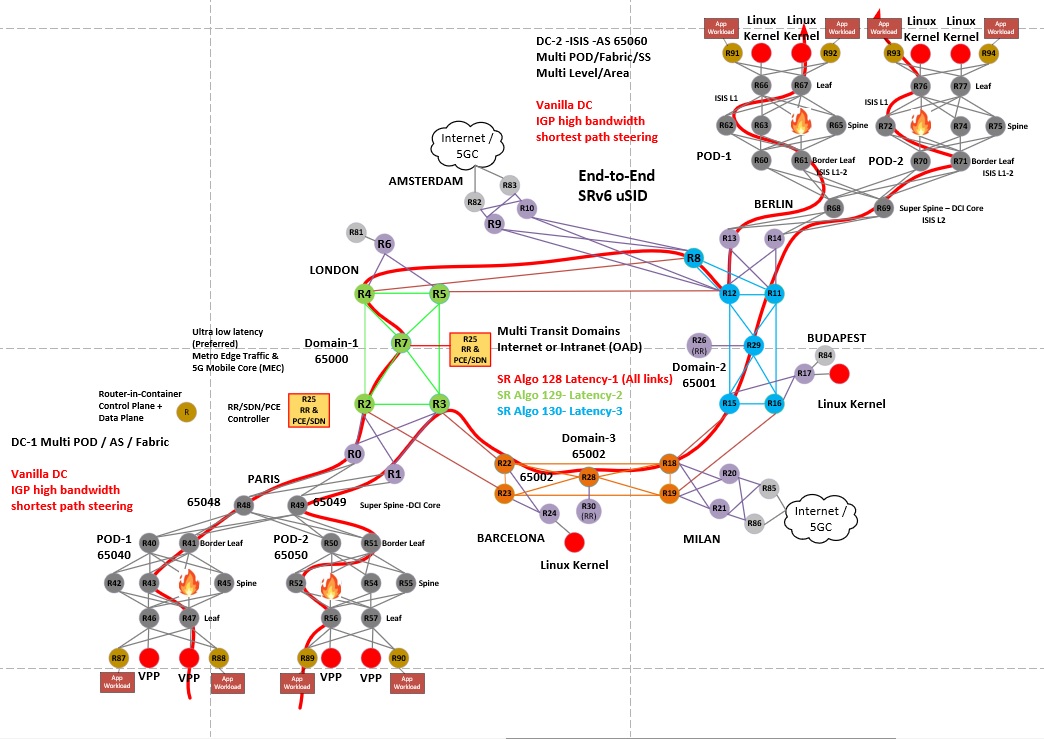 App
Workload
Linux
Kernel
Linux
Kernel
App
Workload
App
Workload
Linux
Kernel
Linux
Kernel
App
Workload
R91
R92
R93
R94
DC-2 -ISIS -AS 65060
Multi POD/Fabric/SS
Multi Level/Area
Vanilla DC
IGP high bandwidth
shortest path steering
R66
R67
Leaf
R76
R77
Leaf
ISIS L1
ISIS L1
R62
R63
R65
Spine
R72
R74
R75
Spine
POD-1
R60
R61
Border Leaf
ISIS L1-2
POD-2
R70
R71
Border Leaf
ISIS L1-2
Internet /
5GC
AMSTERDAM
R83
R82
R10
R9
End-to-End
SRv6 uSID
BERLIN
R68
R69
Super Spine – DCI Core
ISIS L2
R81
R6
R13
R14
LONDON
R8
R4
R5
R12
R11
Ultra low latency
(Preferred)
Metro Edge Traffic &
5G Mobile Core (MEC)
Domain-1
65000
R7
R25
RR &
PCE/SDN
Multi Transit Domains
Internet or Intranet (OAD)
R26
(RR)
R29
Domain-2
65001
BUDAPEST
R84
R17
Linux Kernel
SR Algo 128 Latency-1 (All links)
SR Algo 129- Latency-2
SR Algo 130- Latency-3
Router-in-Container
Control Plane +
Data Plane
R
RR/SDN/PCE
Controller
R25
RR &
PCE/SDN
R2
R3
R15
R16
DC-1 Multi POD / AS / Fabric
Vanilla DC
IGP high bandwidth
shortest path steering
Domain-3
65002
R0
R1
R22
65002
R28
R18
R23
R19
R20
R21
R85
R86
Internet /
5GC
PARIS
65048
R48
R49
65049
Super Spine -DCI Core
R24
R30
(RR)
BARCELONA
Linux Kernel
MILAN
POD-1
65040
R40
R41
Border Leaf
POD-2
65050
R50
R51
Border Leaf
R42
R43
R45
Spine
R52
R54
R55
Spine
R46
R47
Leaf
R56
R57
Leaf
R87
R88
R89
R90
App
Workload
VPP
VPP
App
Workload
App
Workload
VPP
VPP
App
Workload